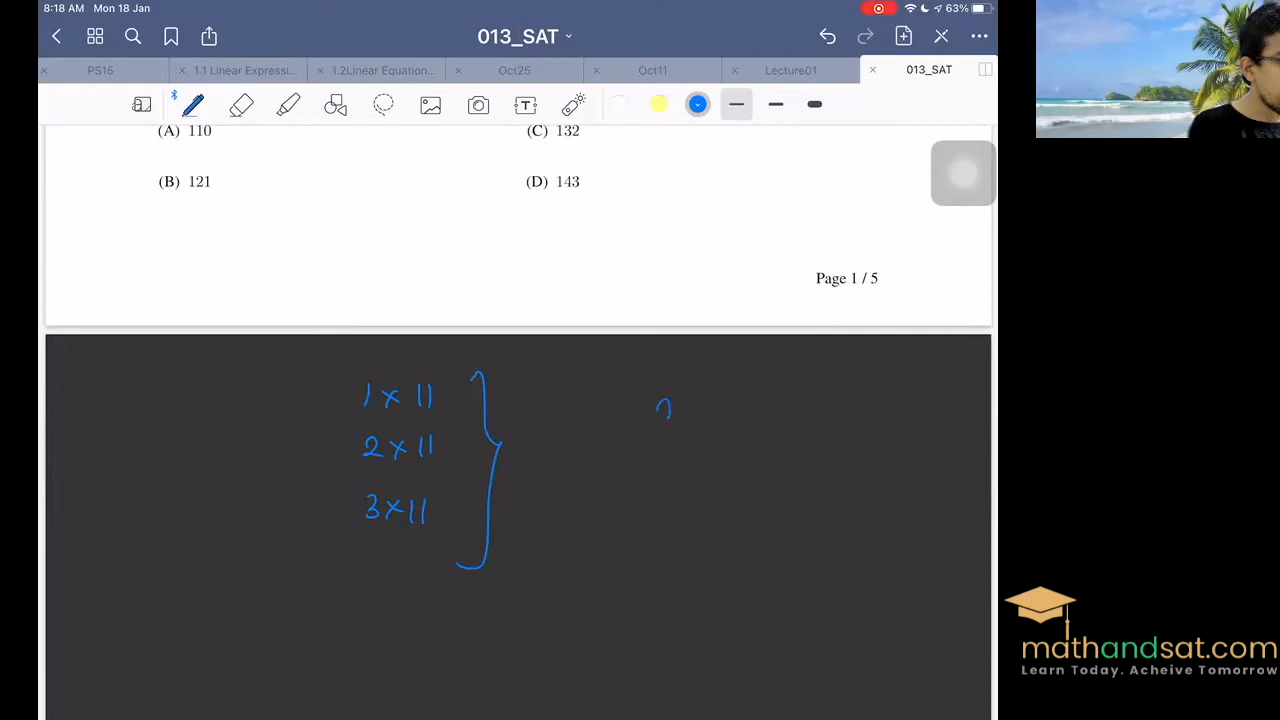 8:18 AM Mon 18 Jan
63%
013_SAT
PS16
1.1 Linear Expressi...
1.2Linear Equation...
Oct25
Oct11
Lecture01
013_SAT
(A) 110
(C) 132
(B) 121
(D) 143
Page 1 / 5
1 × 11
2 × 11
3 × 11
mathandsat.com
Learn Today. Acheive Tomorrow